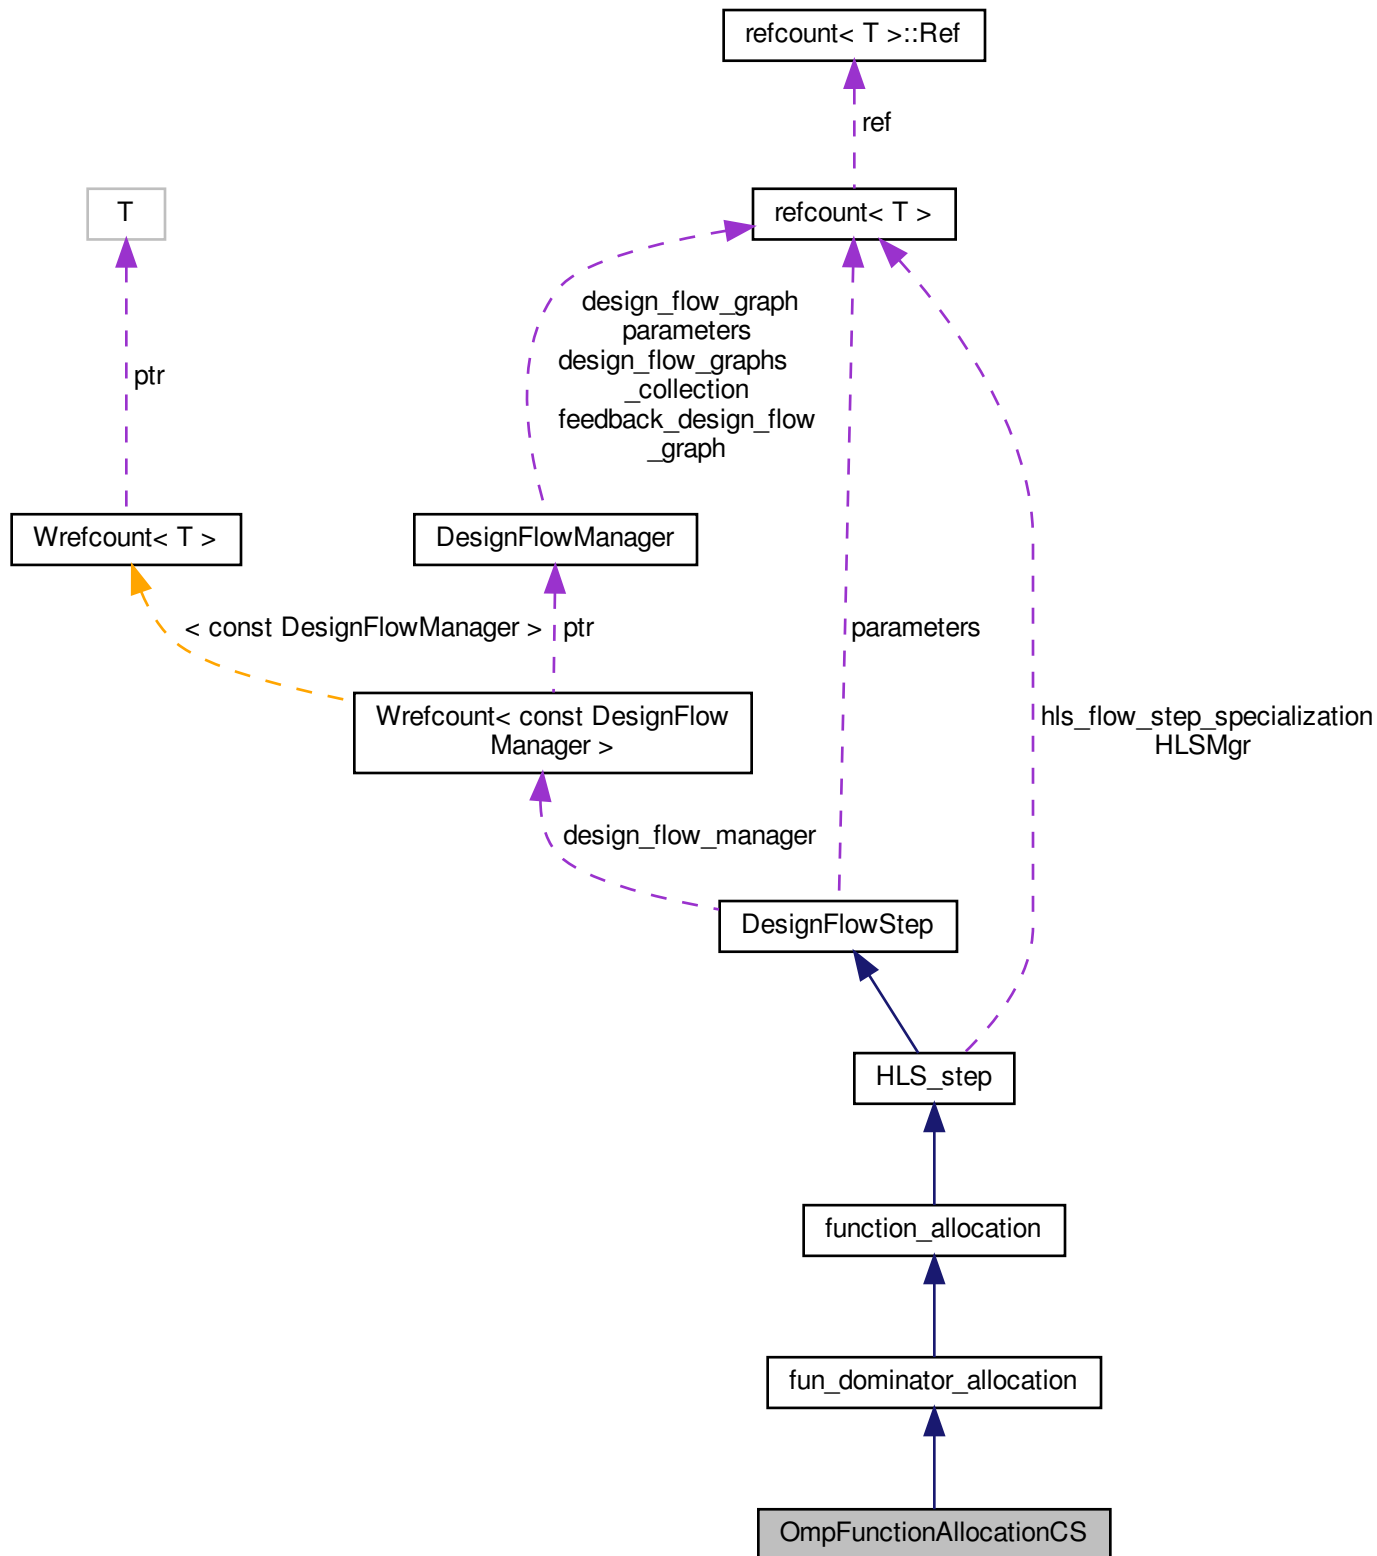 refcount< T >::Ref
ref
T
refcount< T >
design_flow_graph
parameters
design_flow_graphs
_collection
feedback_design_flow
_graph
ptr
Wrefcount< T >
DesignFlowManager
< const DesignFlowManager >
ptr
parameters
Wrefcount< const DesignFlow
Manager >
hls_flow_step_specialization
HLSMgr
design_flow_manager
DesignFlowStep
HLS_step
function_allocation
fun_dominator_allocation
OmpFunctionAllocationCS